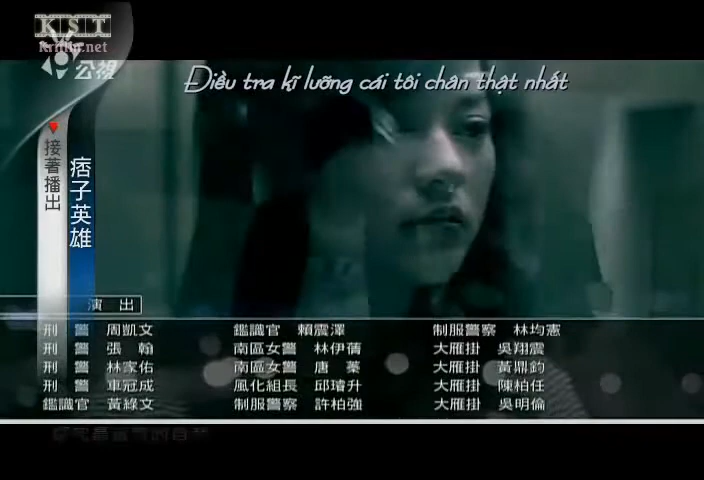 KST
Kritin.net
公視
Điều tra kĩ lưỡng cái tôi chân thật nhất
接著播出
痞子英雄
演出
刑警 周凱文 鑑識官 賴震澤 制服警察 林均憲
刑警 張翰 南區女警 林伊蒨 大雁掛 吳翔震
刑警 林家佑 南區女警 唐葉 大雁掛 黃鼎鈞
刑警 車冠成 風化組長 邱璿升 大雁掛 陳柏任
鑑識官 黃綠文 制服警察 許柏強 大雁掛 吳明倫